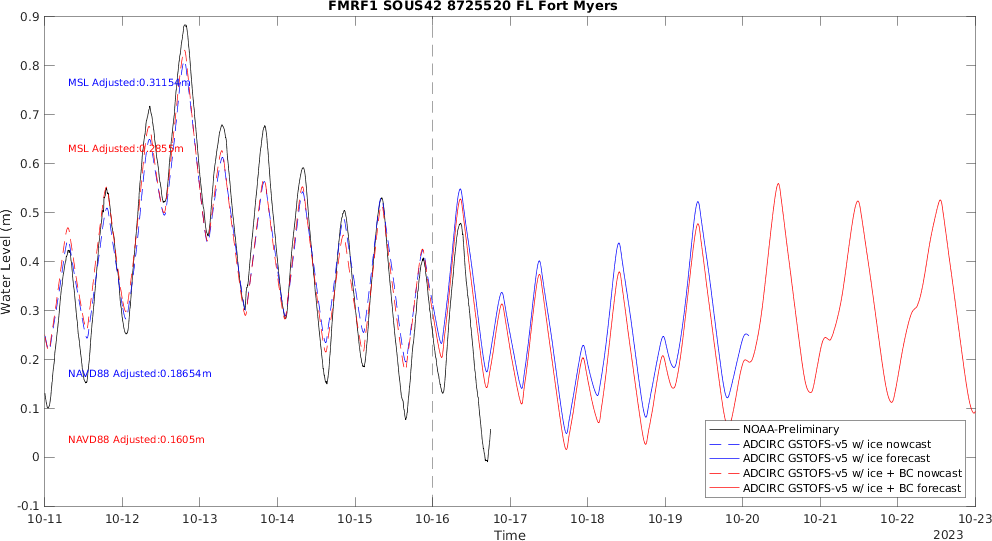 FMRF1 SOUS42 8725520 FL Fort Myers
0.9
0.8
0.7
0.6
0.5
0.4
0.3
0.2
0.1
0
-0.1
Water Level (m)
MSL Adjusted:0.31154m
MSL Adjusted:0.2855m
NAVD88 Adjusted:0.18654m
NAVD88 Adjusted:0.1605m
NOAA-Preliminary
ADCIRC GSTOFS-v5 w/ ice nowcast
ADCIRC GSTOFS-v5 w/ ice forecast
ADCIRC GSTOFS-v5 w/ ice + BC nowcast
ADCIRC GSTOFS-v5 w/ ice + BC forecast
10-11 10-12 10-13 10-14 10-15 10-16 10-17 10-18 10-19 10-20 10-21 10-22 10-23
Time
2023